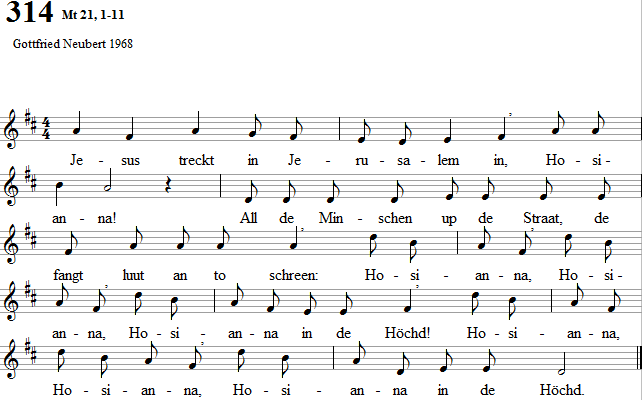 314 Mt 21, 1-11
Gottfried Neubert 1968
4
4
Je - sus treckt in Je - ru - sa - lem in, Ho - si -
an - na! All de Min - schen up de Straat, de
fangt luut an to schreen: Ho - si - an - na, Ho - si -
an - na, Ho - si - an - na in de Höchd! Ho - si - an - na,
Ho - si - an - na, Ho - si - an - na in de Höchd.